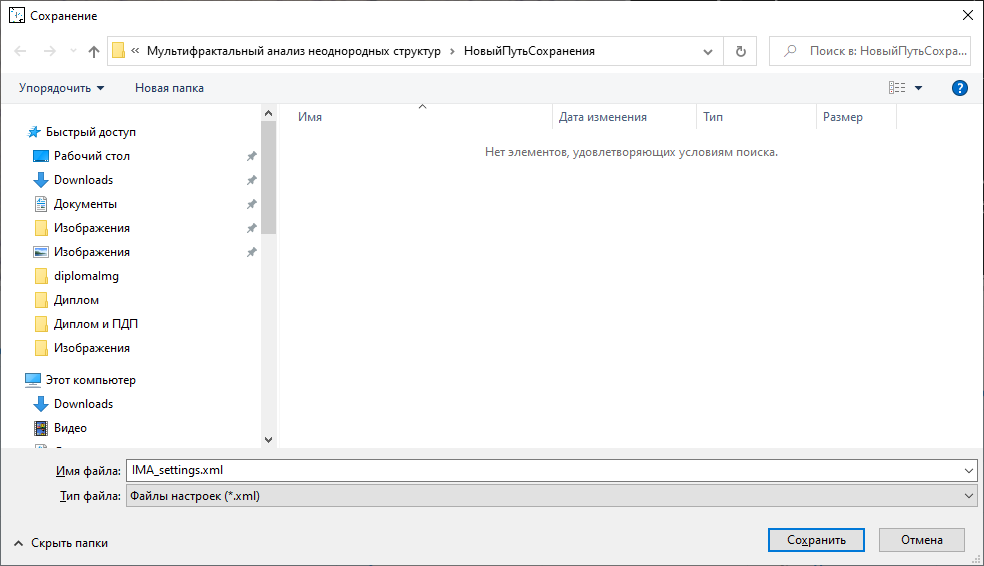 Сохранение
« Мультифрактальный анализ неоднородных структур › НовыйПутьСохранения
Поиск в: НовыйПутьСохра...
Упорядочить
Новая папка
?
Имя
Дата изменения
Тип
Размер
Нет элементов, удовлетворяющих условиям поиска.
Быстрый доступ
Рабочий стол
Downloads
Документы
Изображения
Изображения
diplomaImg
Диплом
Диплом и ПДП
Изображения
Этот компьютер
Downloads
Видео
Имя файла: IMA_settings.xml
Тип файла: Файлы настроек (*.xml)
Скрыть папки
Сохранить
Отмена